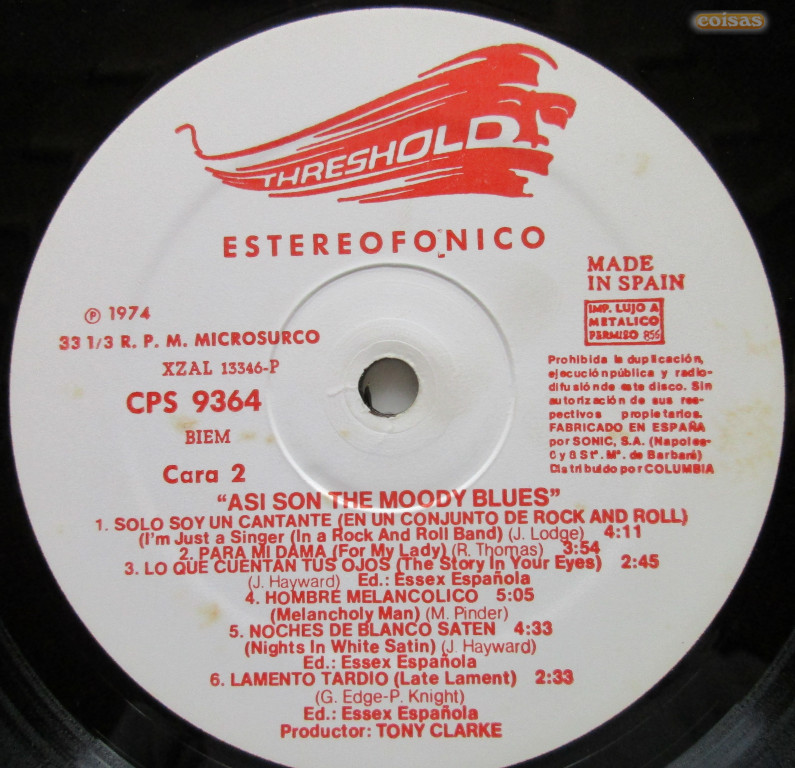 coisas
THRESHOLD
ESTEREOFONICO
MADE
IN SPAIN
IMP. LUJO A
METALICO
PERMISO 856
℗ 1974
33 1/3 R. P. M. MICROSURCO
XZAL 13346-P
CPS 9364
BIEM
Cara 2
Prohibida la duplicación,
ejecución pública y radio-
difusión de este disco. Sin
autorización de sus res-
pectivos propietarios.
FABRICADO EN ESPAÑA
por SONIC, S.A. (Napoles-
C y G Stª. Mª. de Barbará)
Distribuido por COLUMBIA
"ASI SON THE MOODY BLUES"
1. SOLO SOY UN CANTANTE (EN UN CONJUNTO DE ROCK AND ROLL)
(I'm Just a Singer (In a Rock And Roll Band) (J. Lodge) 4:11
2. PARA MI DAMA (For My Lady) (R. Thomas) 3:54
3. LO QUE CUENTAN TUS OJOS (The Story In Your Eyes) 2:45
(J. Hayward) Ed.: Essex Española
4. HOMBRE MELANCOLICO 5:05
(Melancholy Man) (M. Pinder)
5. NOCHES DE BLANCO SATEN 4:33
(Nights In White Satin) (J. Hayward)
Ed.: Essex Española
6. LAMENTO TARDIO (Late Lament) 2:33
(G. Edge-P. Knight)
Ed.: Essex Española
Productor: TONY CLARKE